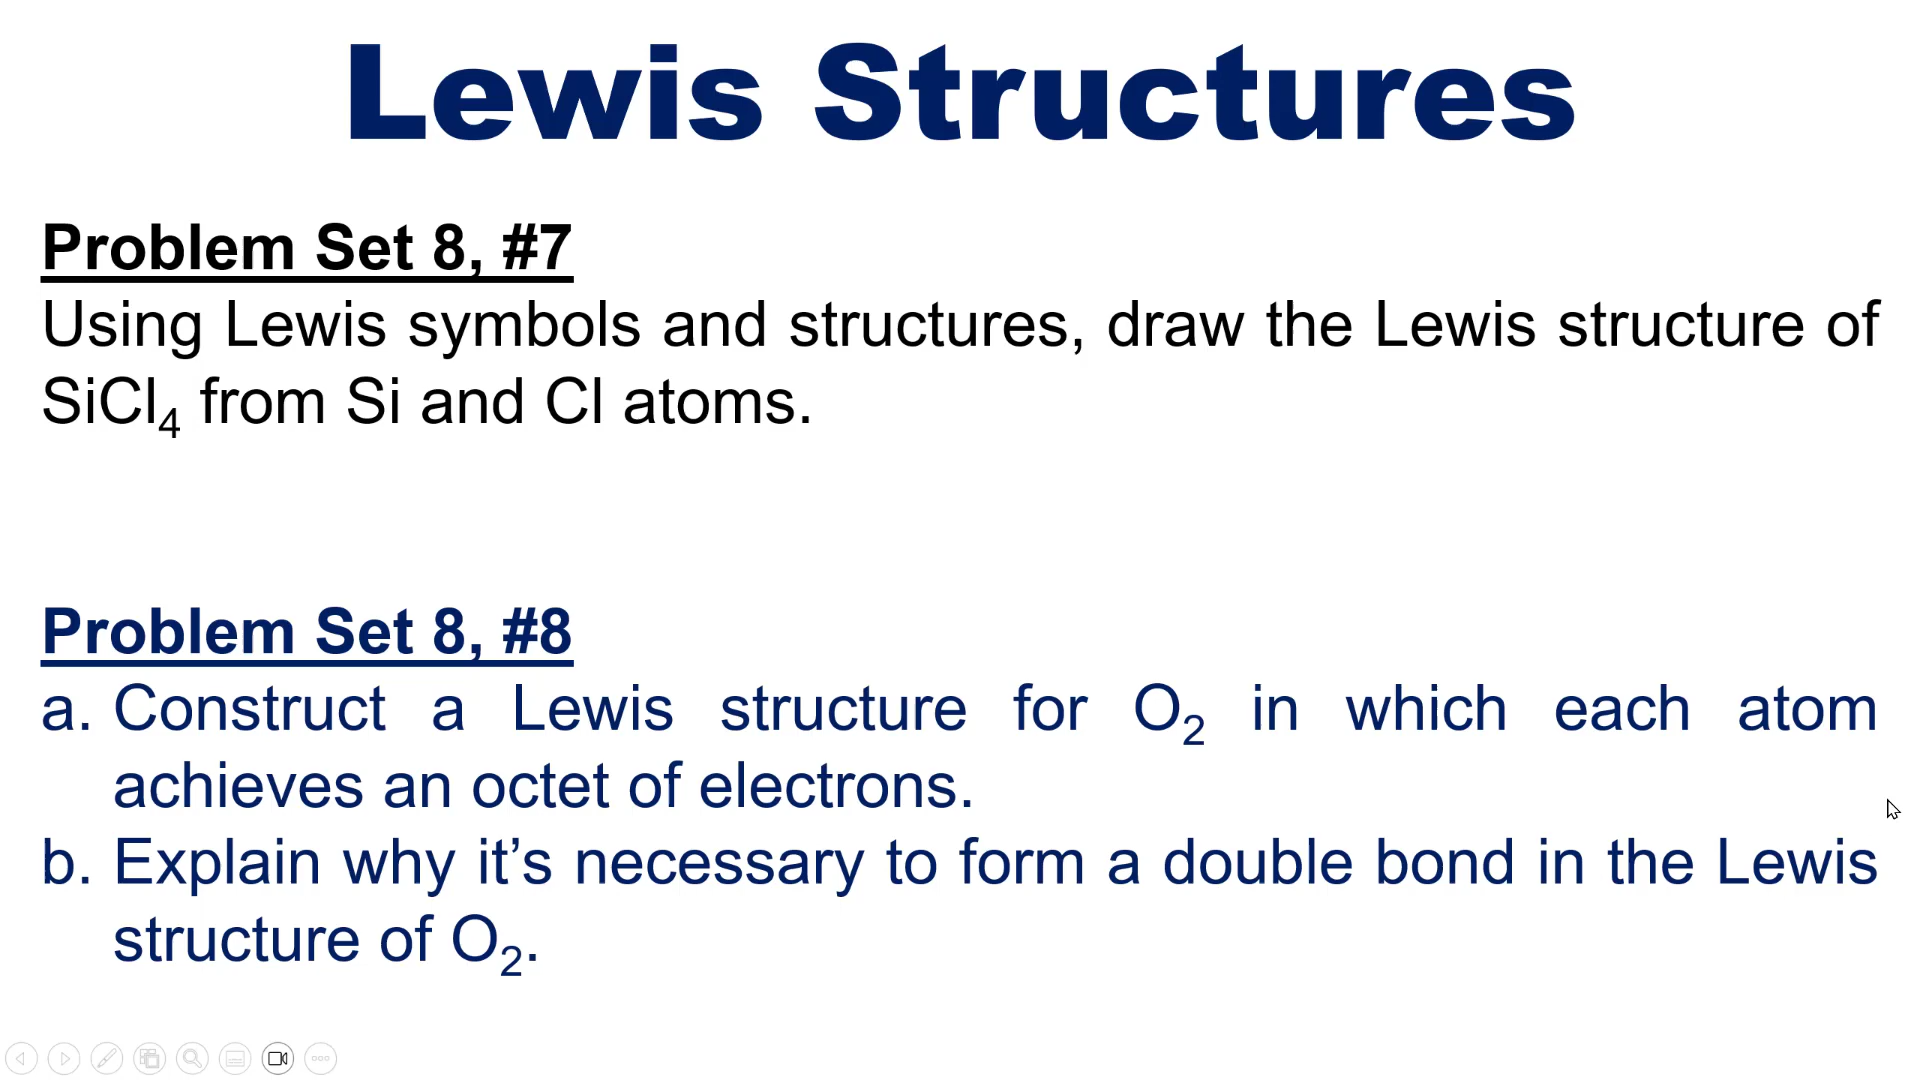 Lewis Structures
Problem Set 8, #7
Using Lewis symbols and structures, draw the Lewis structure of
SiCl₄ from Si and Cl atoms.
Problem Set 8, #8
a. Construct a Lewis structure for O₂ in which each atom
achieves an octet of electrons.
b. Explain why it’s necessary to form a double bond in the Lewis
structure of O₂.